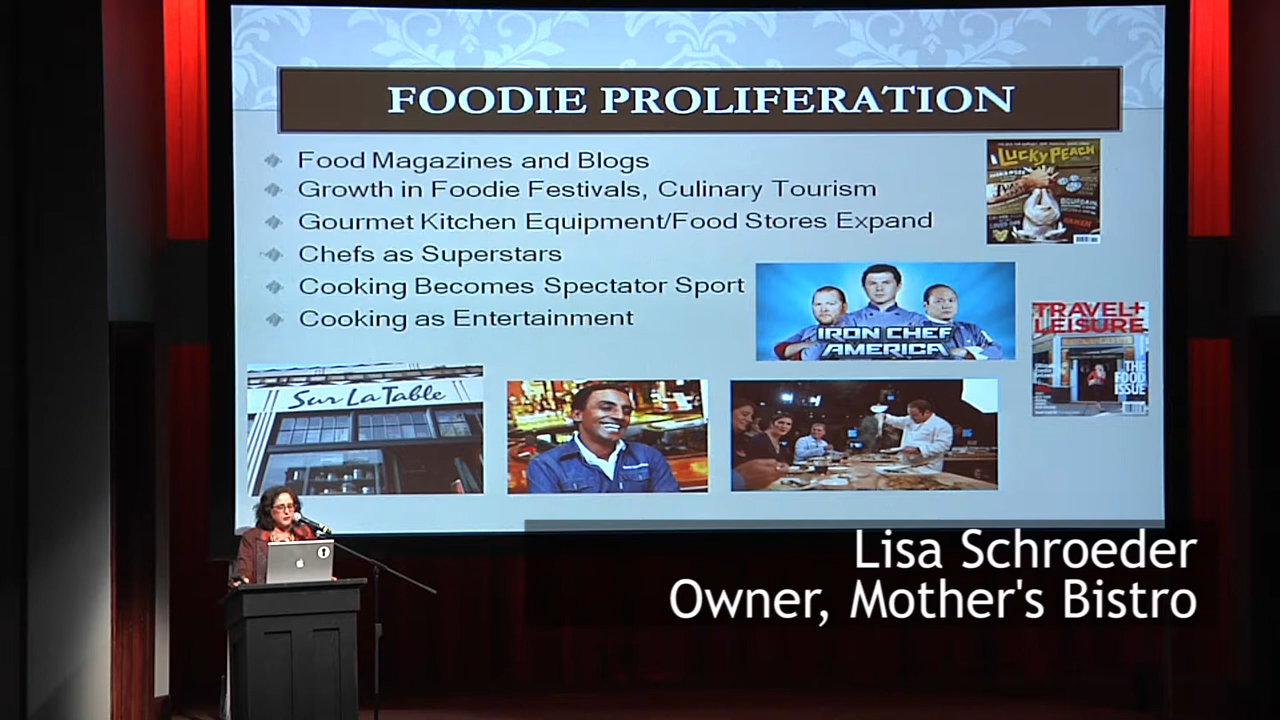 FOODIE PROLIFERATION
Food Magazines and Blogs
Growth in Foodie Festivals, Culinary Tourism
Gourmet Kitchen Equipment/Food Stores Expand
Chefs as Superstars
Cooking Becomes Spectator Sport
Cooking as Entertainment
LUCKY PEACH
IRON CHEF
AMERICA
TRAVEL+
LEISURE
THE
FOOD
ISSUE
Sur La Table
Lisa Schroeder
Owner, Mother's Bistro